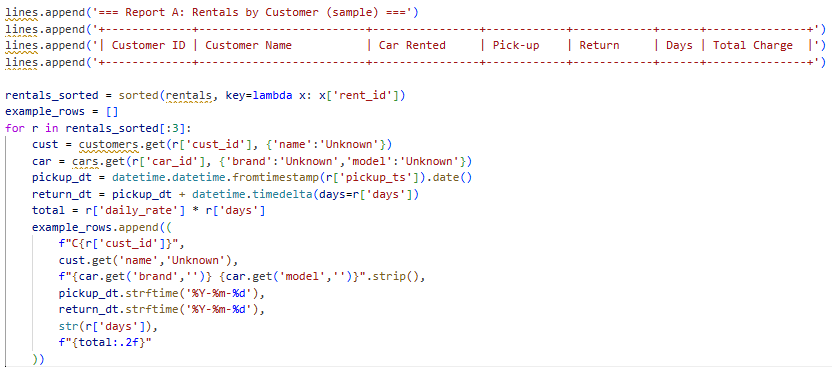 lines.append('=== Report A: Rentals by Customer (sample) ===')
lines.append('+-------------+--------------------------+----------------+-------------+------------+-------+---------------+')
lines.append('| Customer ID | Customer Name            | Car Rented     | Pick-up     | Return     | Days | Total Charge  |')
lines.append('+-------------+--------------------------+----------------+-------------+------------+-------+---------------+')
rentals_sorted = sorted(rentals, key=lambda x: x['rent_id'])
example_rows = []
for r in rentals_sorted[:3]:
    cust = customers.get(r['cust_id'], {'name':'Unknown'})
    car = cars.get(r['car_id'], {'brand':'Unknown','model':'Unknown'})
    pickup_dt = datetime.datetime.fromtimestamp(r['pickup_ts']).date()
    return_dt = pickup_dt + datetime.timedelta(days=r['days'])
    total = r['daily_rate'] * r['days']
    example_rows.append((
        f"C{r['cust_id']}",
        cust.get('name','Unknown'),
        f"{car.get('brand','')} {car.get('model','')}".strip(),
        pickup_dt.strftime('%Y-%m-%d'),
        return_dt.strftime('%Y-%m-%d'),
        str(r['days']),
        f"{total:.2f}"
    ))